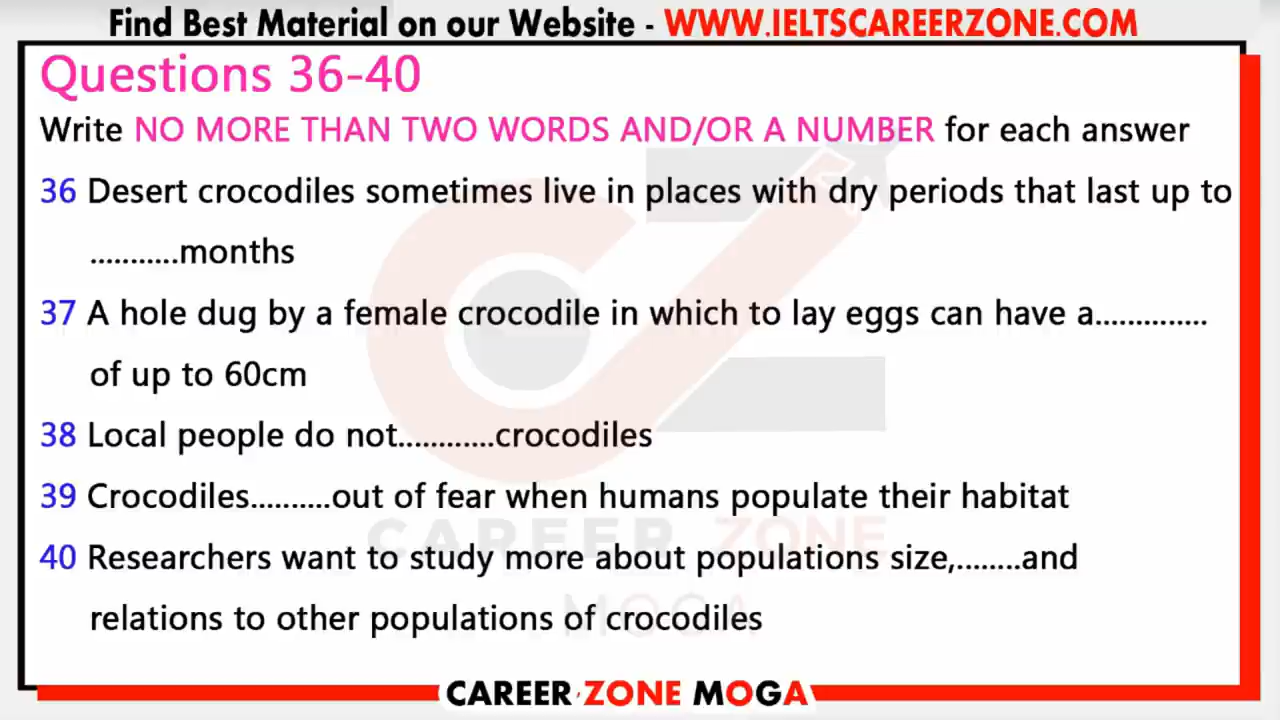 Find Best Material on our Website - WWW.IELTSCAREERZONE.COM
Questions 36-40
Write NO MORE THAN TWO WORDS AND/OR A NUMBER for each answer
36 Desert crocodiles sometimes live in places with dry periods that last up to
...........months
37 A hole dug by a female crocodile in which to lay eggs can have a..............
of up to 60cm
38 Local people do not............crocodiles
39 Crocodiles..........out of fear when humans populate their habitat
CAREER ZONE
40 Researchers want to study more about populations size,........and
MOGA
relations to other populations of crocodiles
CAREER ZONE MOGA